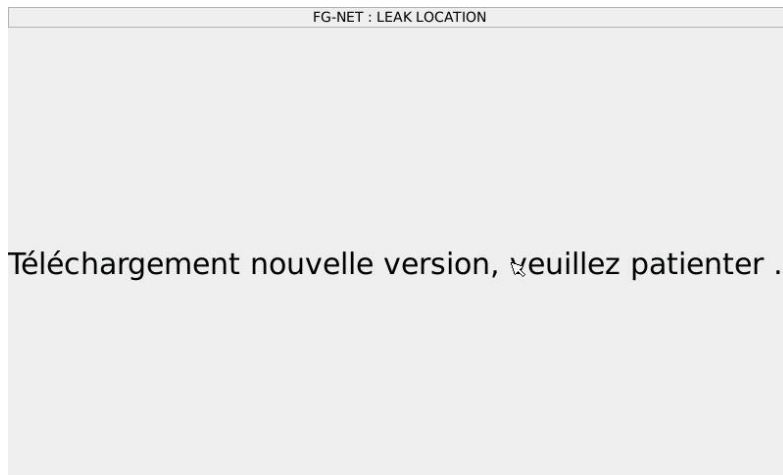 FG-NET : LEAK LOCATION
Téléchargement nouvelle version, veuillez patienter .